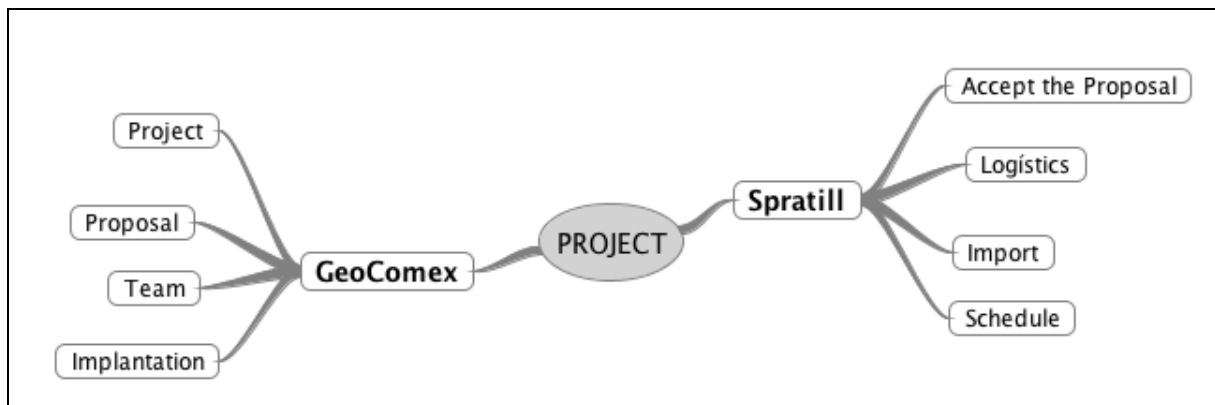 Project
Proposal
Team
Implantation
GeoComex
PROJECT
Spratill
Accept the Proposal
Logístics
Import
Schedule